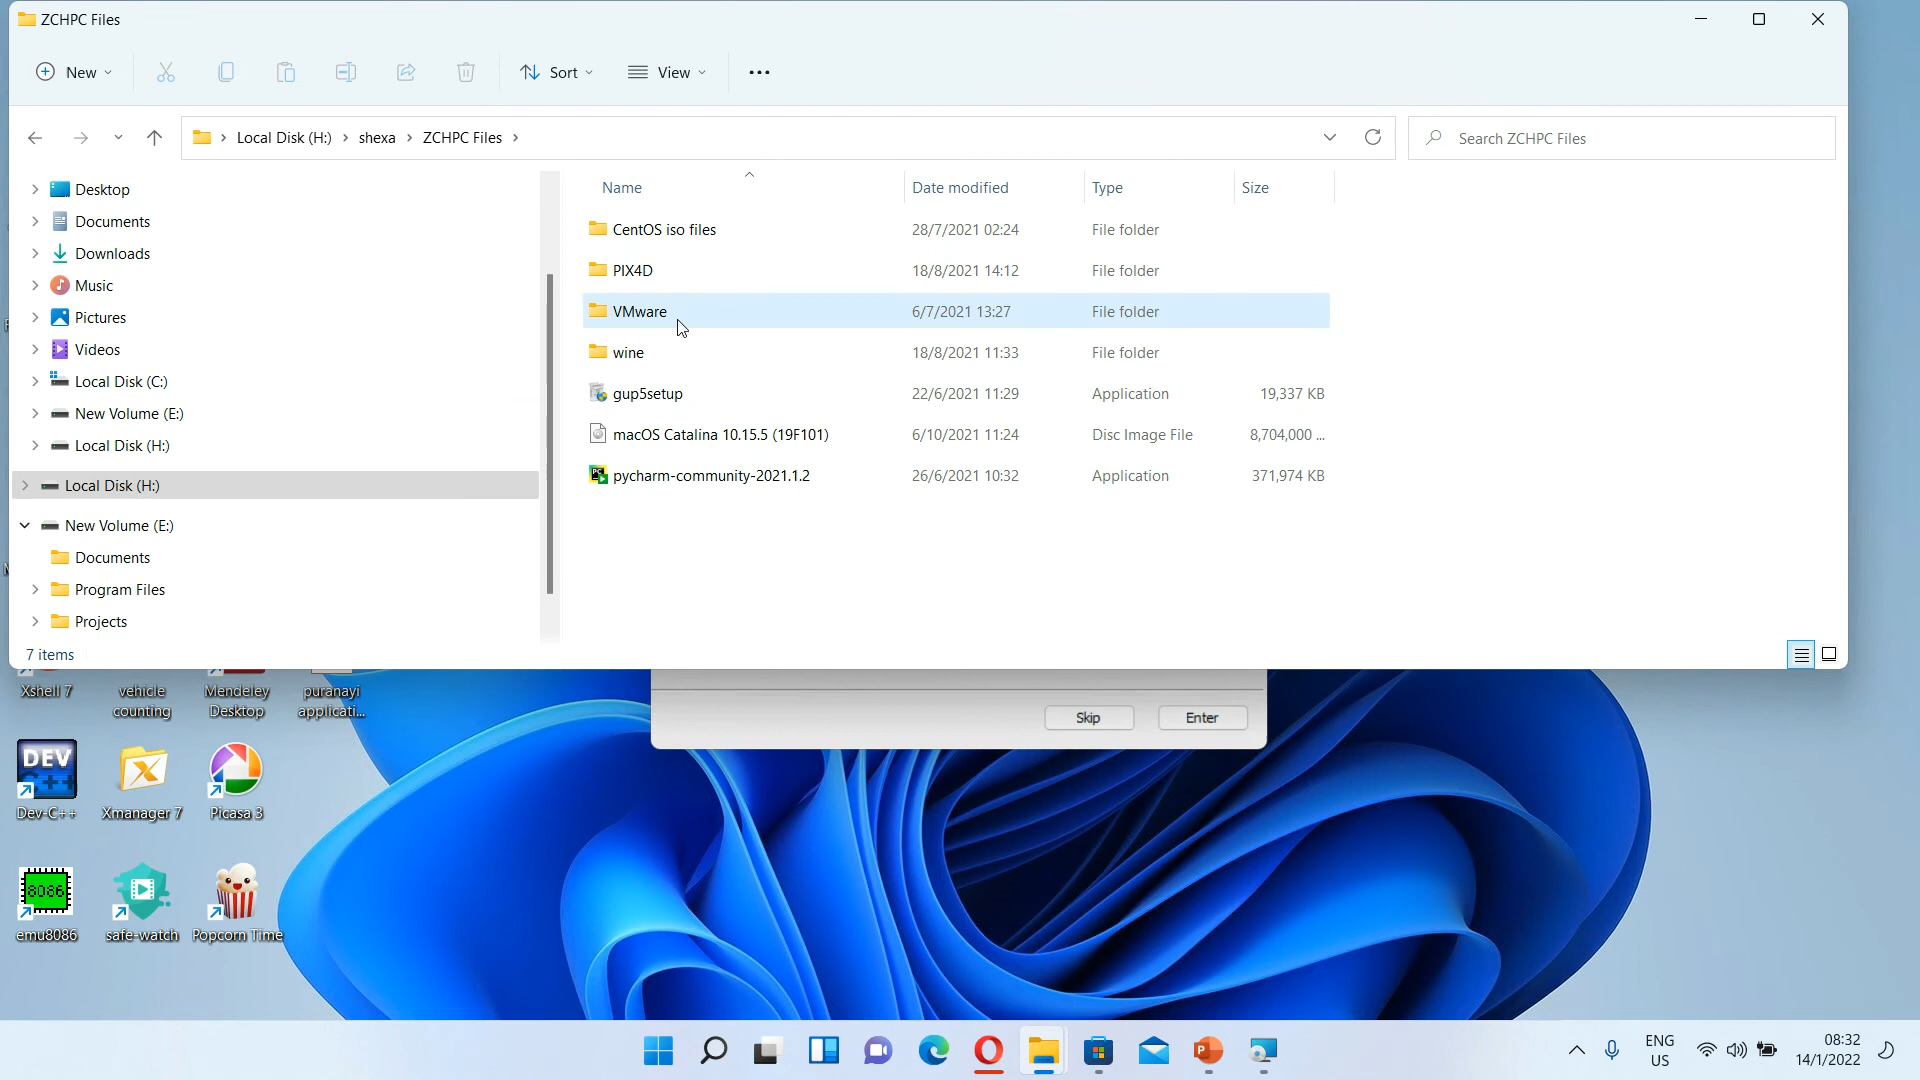 ZCHPC Files
New
Sort
View
Local Disk (H:)
shexa
ZCHPC Files
Search ZCHPC Files
Desktop
Documents
Downloads
Music
Pictures
Videos
Local Disk (C:)
New Volume (E:)
Local Disk (H:)
Local Disk (H:)
New Volume (E:)
Documents
Program Files
Projects
Name Date modified Type Size
CentOS iso files 28/7/2021 02:24 File folder
PIX4D 18/8/2021 14:12 File folder
VMware 6/7/2021 13:27 File folder
wine 18/8/2021 11:33 File folder
gup5setup 22/6/2021 11:29 Application 19,337 KB
macOS Catalina 10.15.5 (19F101) 6/10/2021 11:24 Disc Image File 8,704,000 ...
pycharm-community-2021.1.2 26/6/2021 10:32 Application 371,974 KB
7 items
Skip
Enter
Xshell 7
vehicle
counting
Mendeley
Desktop
puranayi
applicati...
DEV
C++
Dev-C++
Xmanager 7
Picasa 3
8086
emu8086
safe-watch
Popcorn Time
ENG
US
08:32
14/1/2022